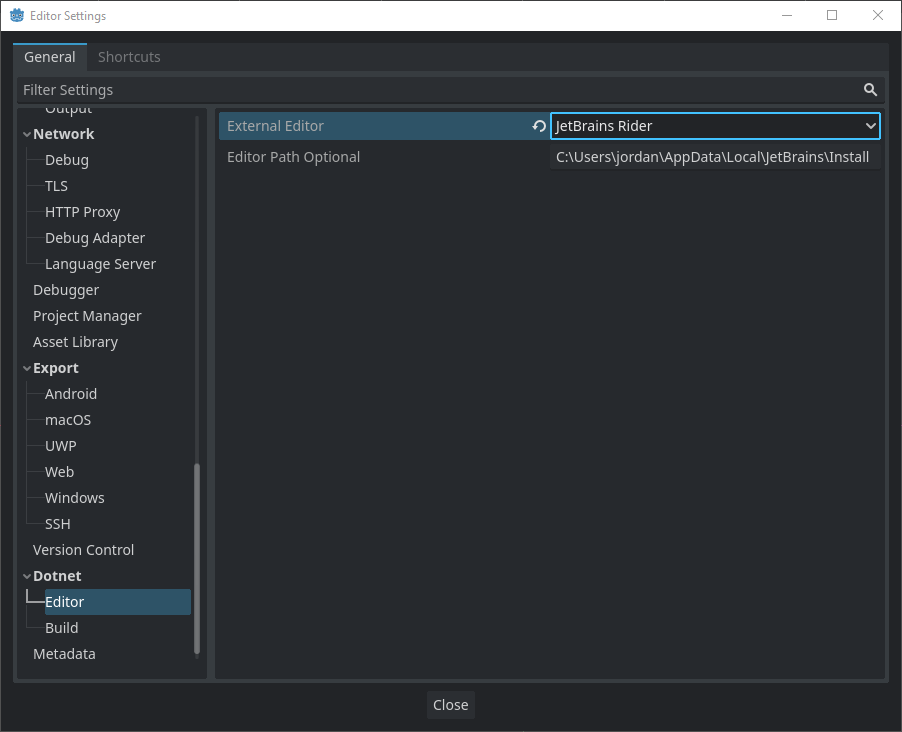 Editor Settings
General
Shortcuts
Filter Settings
Output
Network
Debug
TLS
HTTP Proxy
Debug Adapter
Language Server
Debugger
Project Manager
Asset Library
Export
Android
macOS
UWP
Web
Windows
SSH
Version Control
Dotnet
Editor
Build
Metadata
External Editor
JetBrains Rider
Editor Path Optional
C:\Users\jordan\AppData\Local\JetBrains\Install
Close